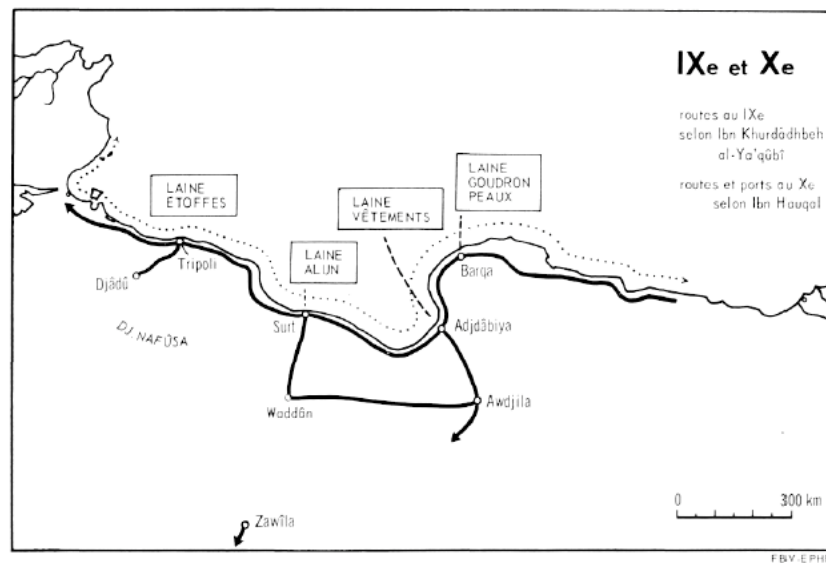 IXe et Xe
routes au IXe
selon Ibn Khurdâdhbeh
al-Ya'qûbî
routes et ports au Xe
selon Ibn Hauqal
LAINE
ÉTOFFES
LAINE
ALUN
LAINE
VÊTEMENTS
LAINE
GOUDRON
PEAUX
Tripoli
Djâdû
DJ. NAFÛSA
Surt
Barqa
Adjdâbiya
Waddân
Awdjila
Zawîla
0 300 km